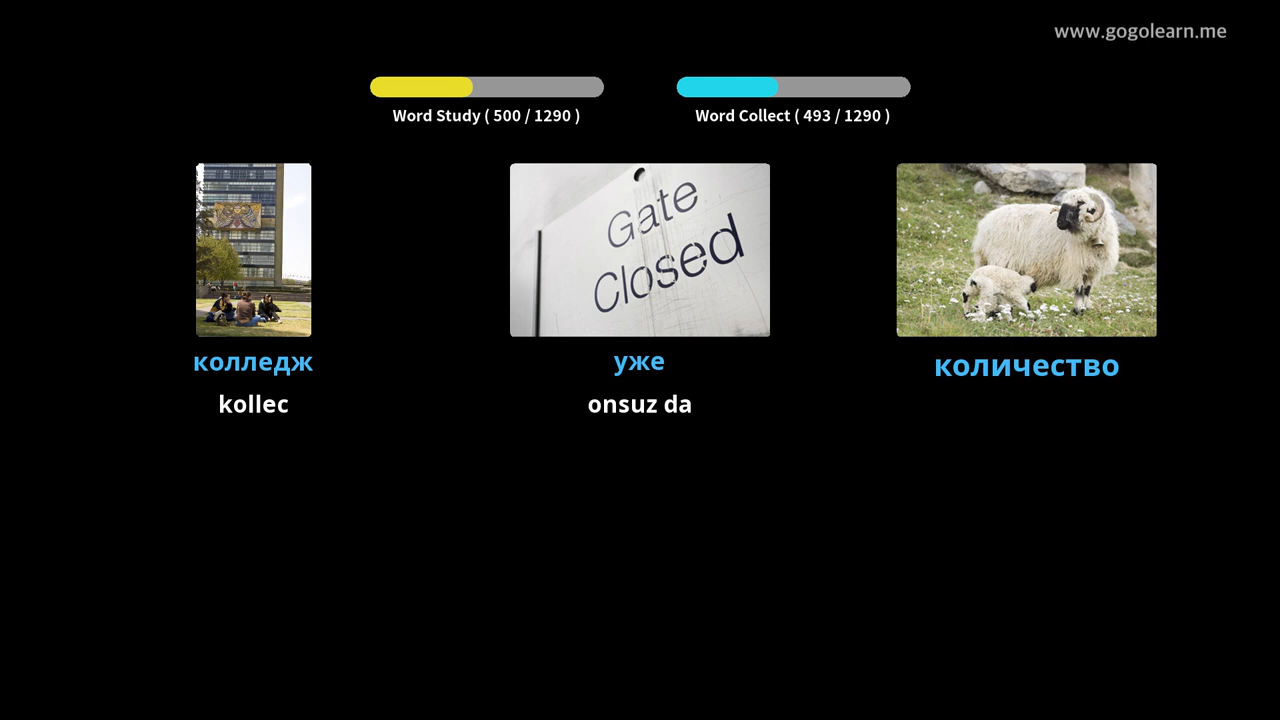 www.gogolearn.me
Word Study ( 500 / 1290 )
Word Collect ( 493 / 1290 )
Gate
Closed
колледж
уже
количество
kollec
onsuz da